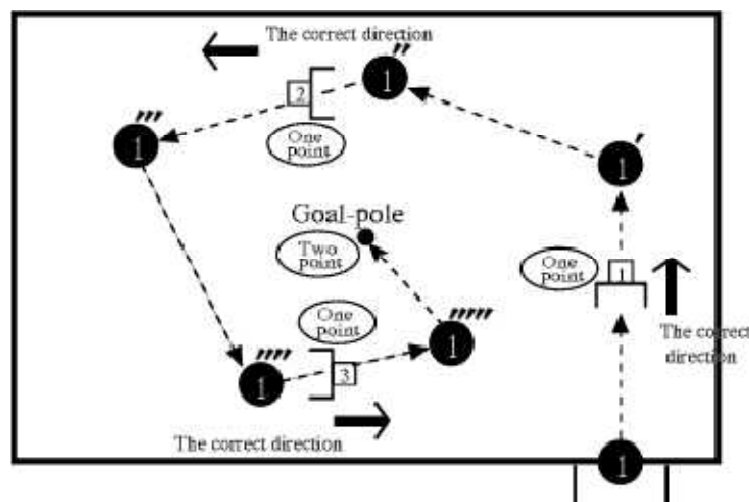 The correct direction
1″
2
1‴
One
point
1′
Goal-pole
Two
point
One
point
1
One
point
1′′′′′
The correct
direction
1′′′′
3
The correct direction
1